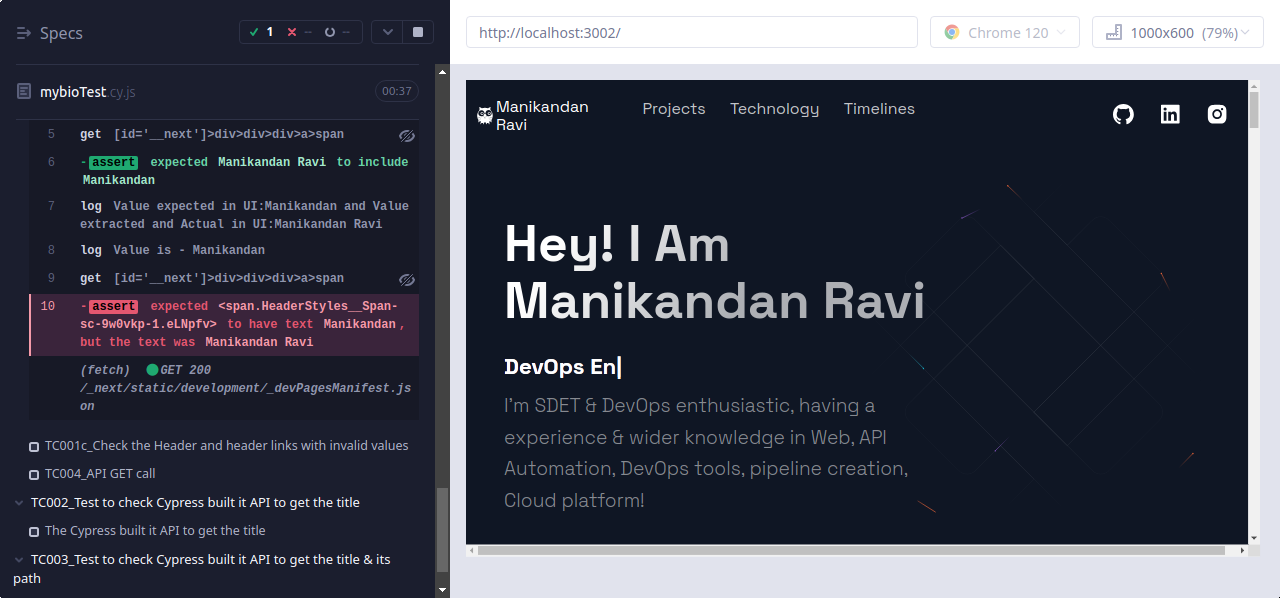 Specs
1 -- --
mybioTest.cy.js 00:37
5 get [id='__next']>div>div>div>a>span
6 -assert expected Manikandan Ravi to include
Manikandan
7 log Value expected in UI:Manikandan and Value
extracted and Actual in UI:Manikandan Ravi
8 log Value is - Manikandan
9 get [id='__next']>div>div>div>a>span
10 -assert expected <span.HeaderStyles__Span-
sc-9w0vkp-1.eLNpfv> to have text Manikandan,
but the text was Manikandan Ravi
(fetch) GET 200
/_next/static/development/_devPagesManifest.js
on
TC001c_Check the Header and header links with invalid values
TC004_API GET call
TC002_Test to check Cypress built it API to get the title
The Cypress built it API to get the title
TC003_Test to check Cypress built it API to get the title & its
path
http://localhost:3002/
Chrome 120
1000x600 (79%)
Manikandan
Ravi
Projects Technology Timelines
Hey! I Am
Manikandan Ravi
DevOps En|
I'm SDET & DevOps enthusiastic, having a
experience & wider knowledge in Web, API
Automation, DevOps tools, pipeline creation,
Cloud platform!